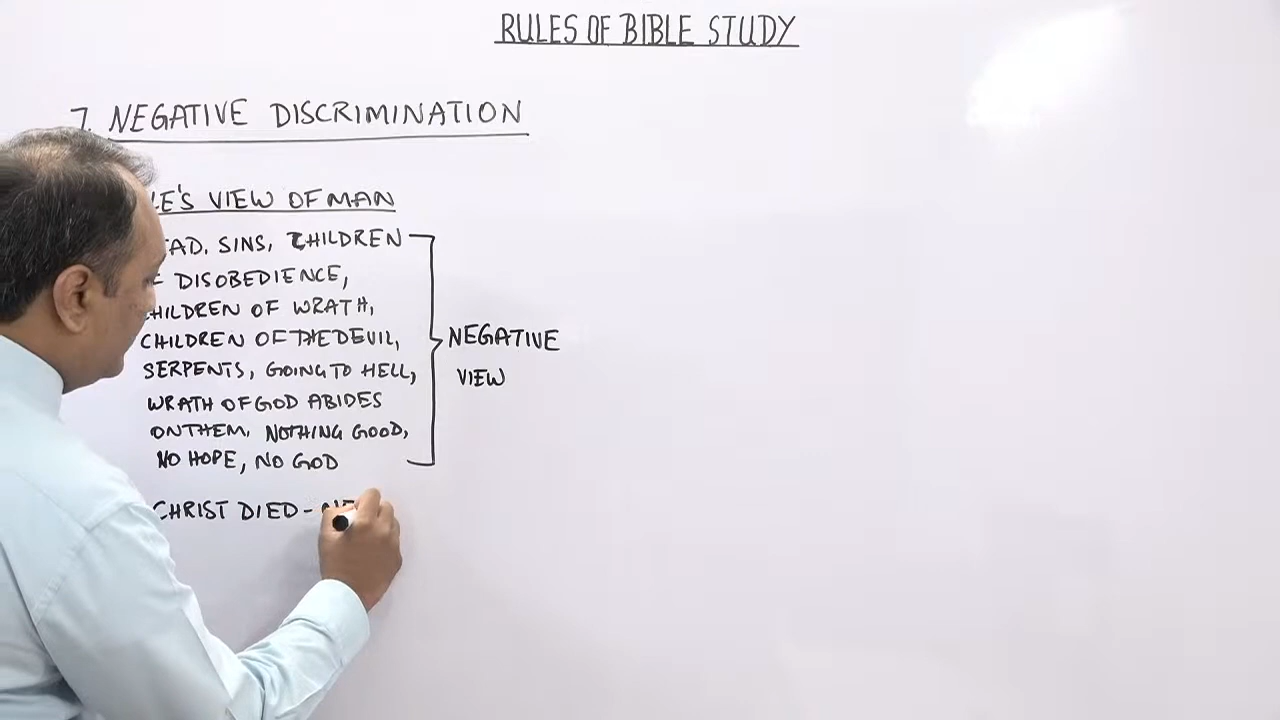 RULES OF BIBLE STUDY
7. NEGATIVE DISCRIMINATION
VIEW OF MAN
SINS, CHILDREN
DISOBEDIENCE,
OF WRATH,
CHILDREN OF THE DEVIL,
SERPENTS, GOING TO HELL,
WRATH OF GOD ABIDES
ON THEM, NOTHING GOOD,
NO HOPE, NO GOD
NEGATIVE
VIEW
CHRIST DIED -